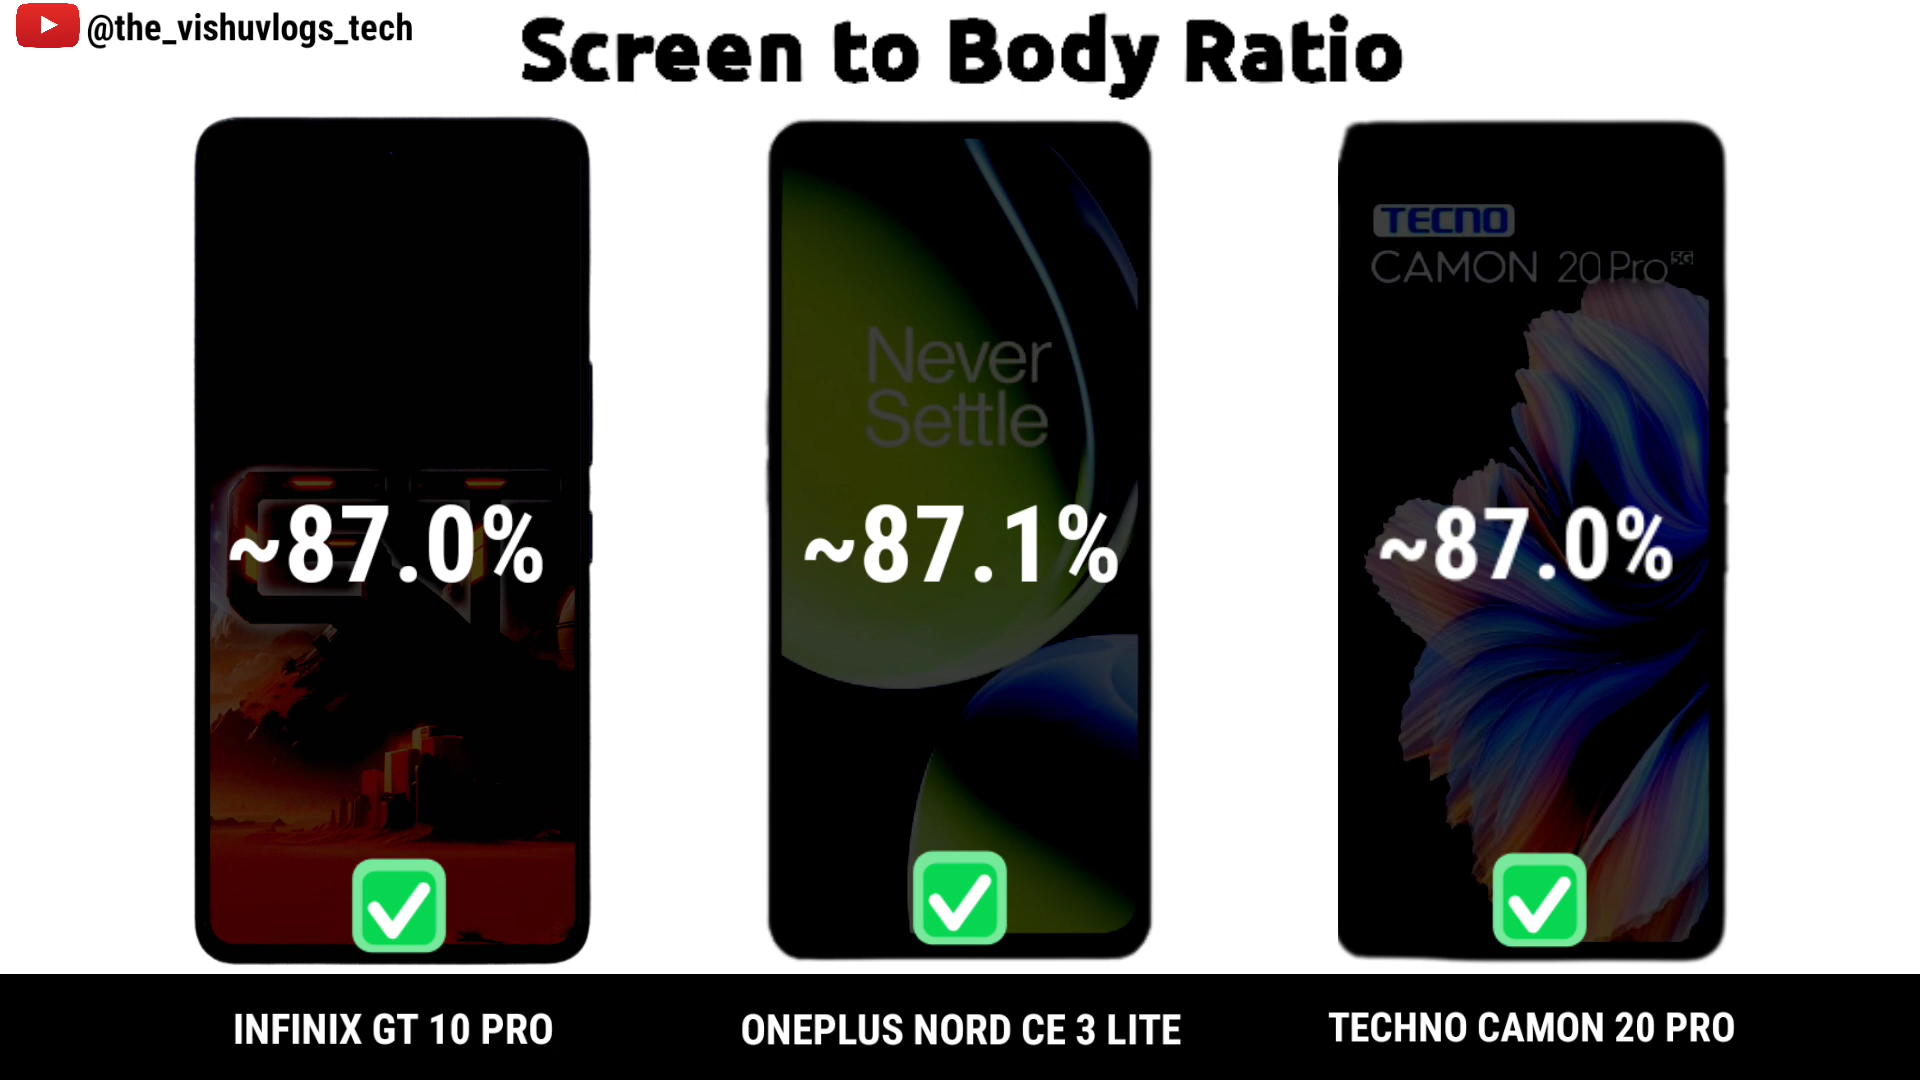 @the_vishuvlogs_tech
Screen to Body Ratio
TECNO
CAMON 20 Pro 5G
Never
Settle
~87.0%
~87.1%
~87.0%
INFINIX GT 10 PRO
ONEPLUS NORD CE 3 LITE
TECHNO CAMON 20 PRO